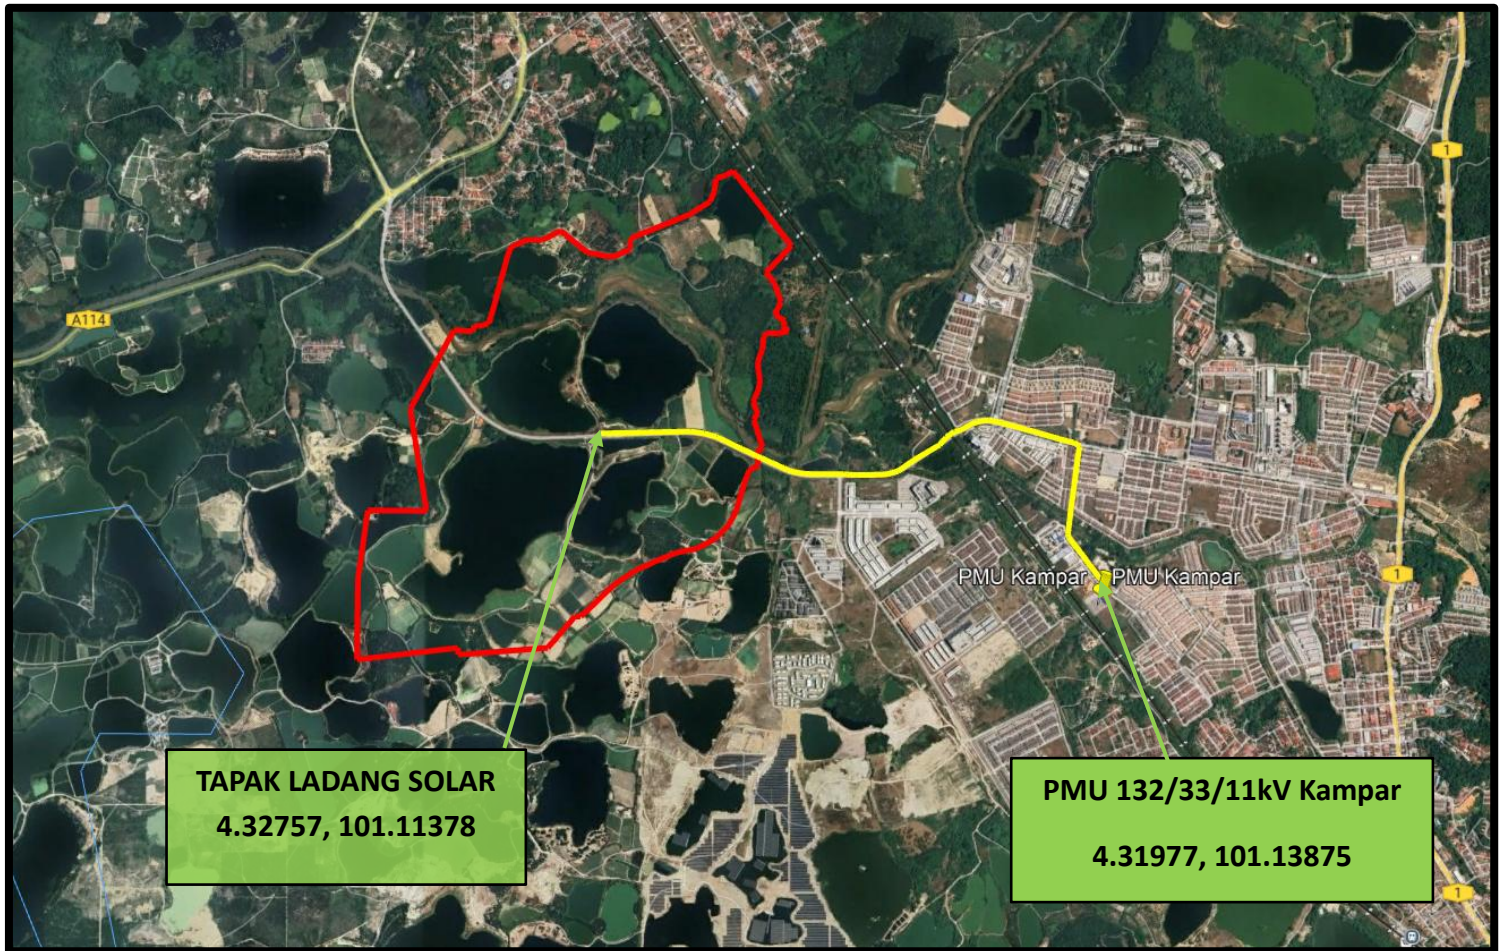 1
A114
PMU Kampar
PMU Kampar
1
TAPAK LADANG SOLAR
4.32757, 101.11378
PMU 132/33/11kV Kampar
4.31977, 101.13875
1